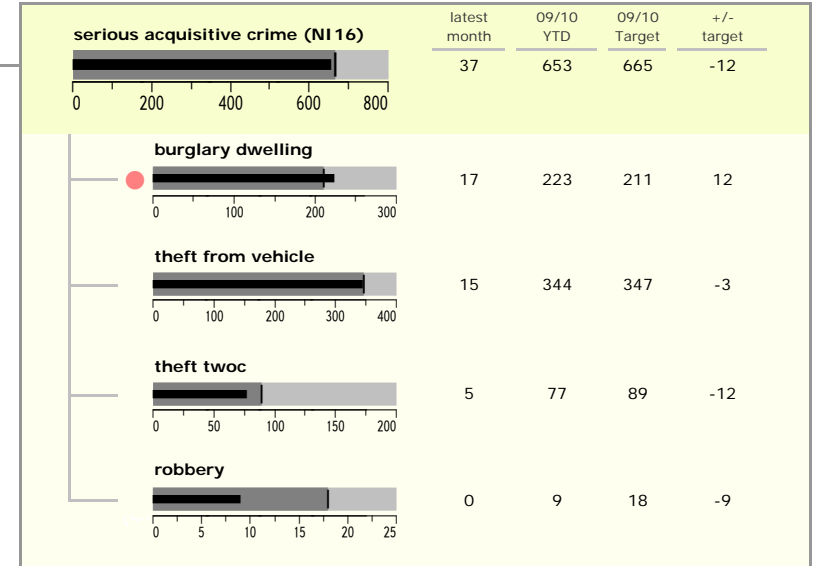 latest 09/10 09/10 +/-
serious acquisitive crime (NI16) month YTD Target target
37 653 665 -12
0 200 400 600 800
burglary dwelling
17 223 211 12
0 100 200 300
theft from vehicle
15 344 347 -3
0 100 200 300 400
theft twoc
5 77 89 -12
0 50 100 150 200
robbery
0 9 18 -9
0 5 10 15 20 25